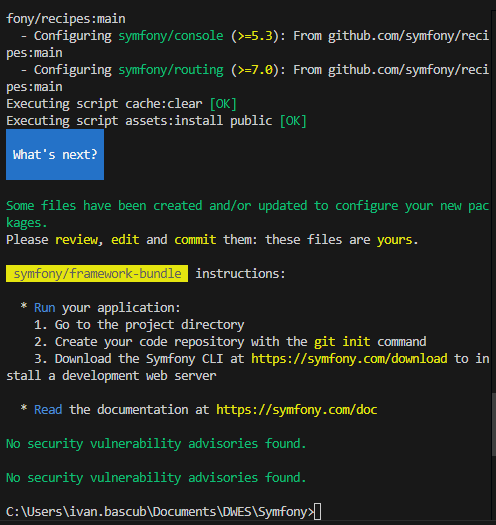 fony/recipes:main
  - Configuring symfony/console (>=5.3): From github.com/symfony/reci
pes:main
  - Configuring symfony/routing (>=7.0): From github.com/symfony/reci
pes:main
Executing script cache:clear [OK]
Executing script assets:install public [OK]
What's next?
Some files have been created and/or updated to configure your new pac
kages.
Please review, edit and commit them: these files are yours.
symfony/framework-bundle  instructions:
  * Run your application:
    1. Go to the project directory
    2. Create your code repository with the git init command
    3. Download the Symfony CLI at https://symfony.com/download to in
stall a development web server
  * Read the documentation at https://symfony.com/doc
No security vulnerability advisories found.
No security vulnerability advisories found.
C:\Users\ivan.bascub\Documents\DWES\Symfony>